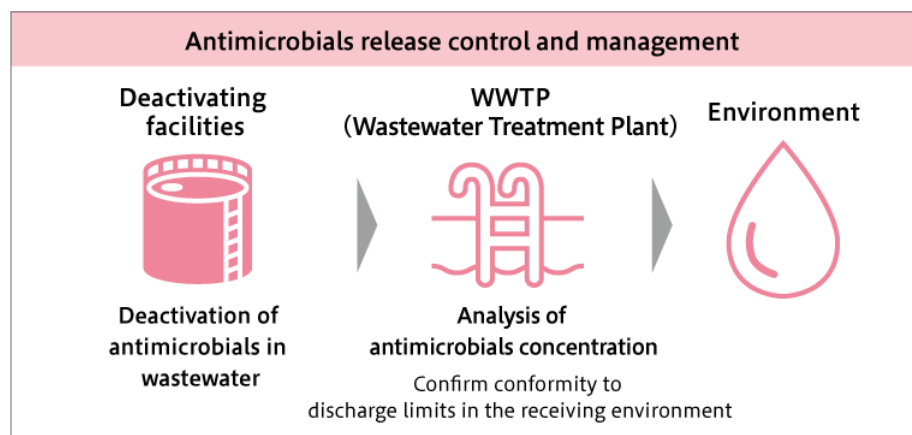 Antimicrobials release control and management
Deactivating
facilities
WWTP
(Wastewater Treatment Plant)
Environment
Deactivation of
antimicrobials in
wastewater
Analysis of
antimicrobials concentration
Confirm conformity to
discharge limits in the receiving environment